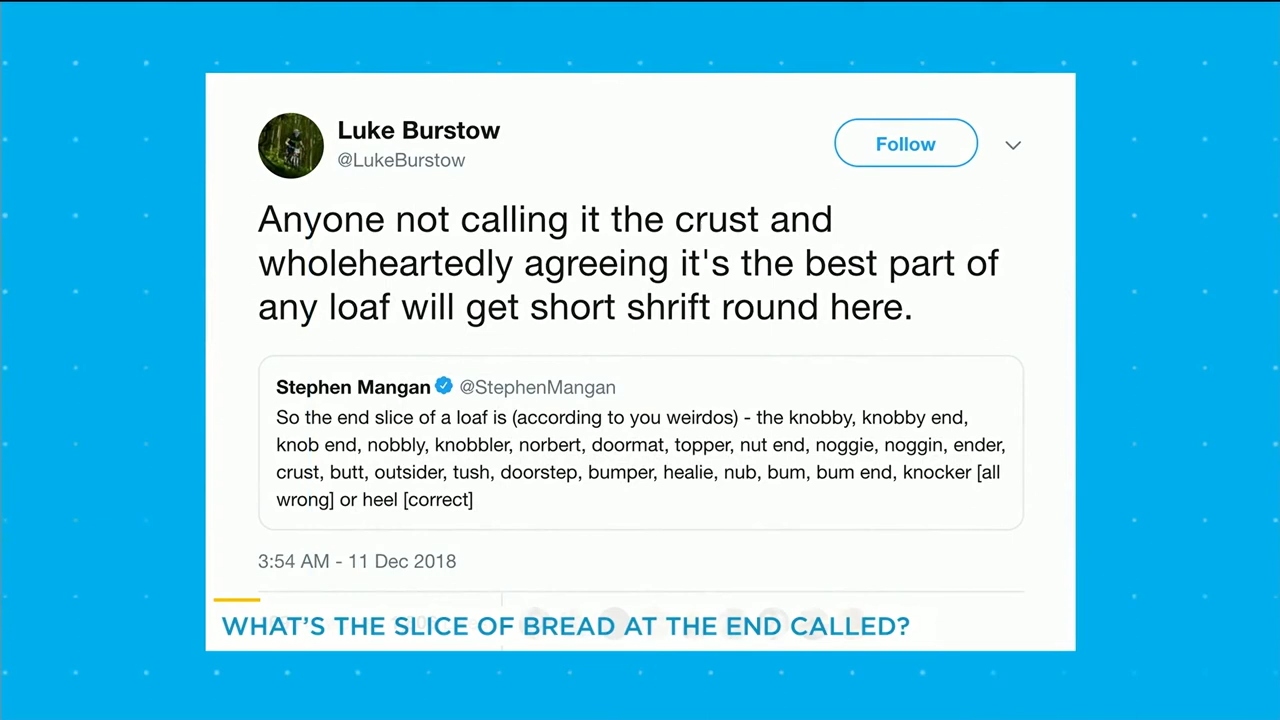 Luke Burstow
@LukeBurstow
Follow
Anyone not calling it the crust and
wholeheartedly agreeing it's the best part of
any loaf will get short shrift round here.
Stephen Mangan @StephenMangan
So the end slice of a loaf is (according to you weirdos) - the knobby, knobby end,
knob end, nobbly, knobbler, norbert, doormat, topper, nut end, noggie, noggin, ender,
crust, butt, outsider, tush, doorstep, bumper, healie, nub, bum, bum end, knocker [all
wrong] or heel [correct]
3:54 AM - 11 Dec 2018
WHAT'S THE SLICE OF BREAD AT THE END CALLED?